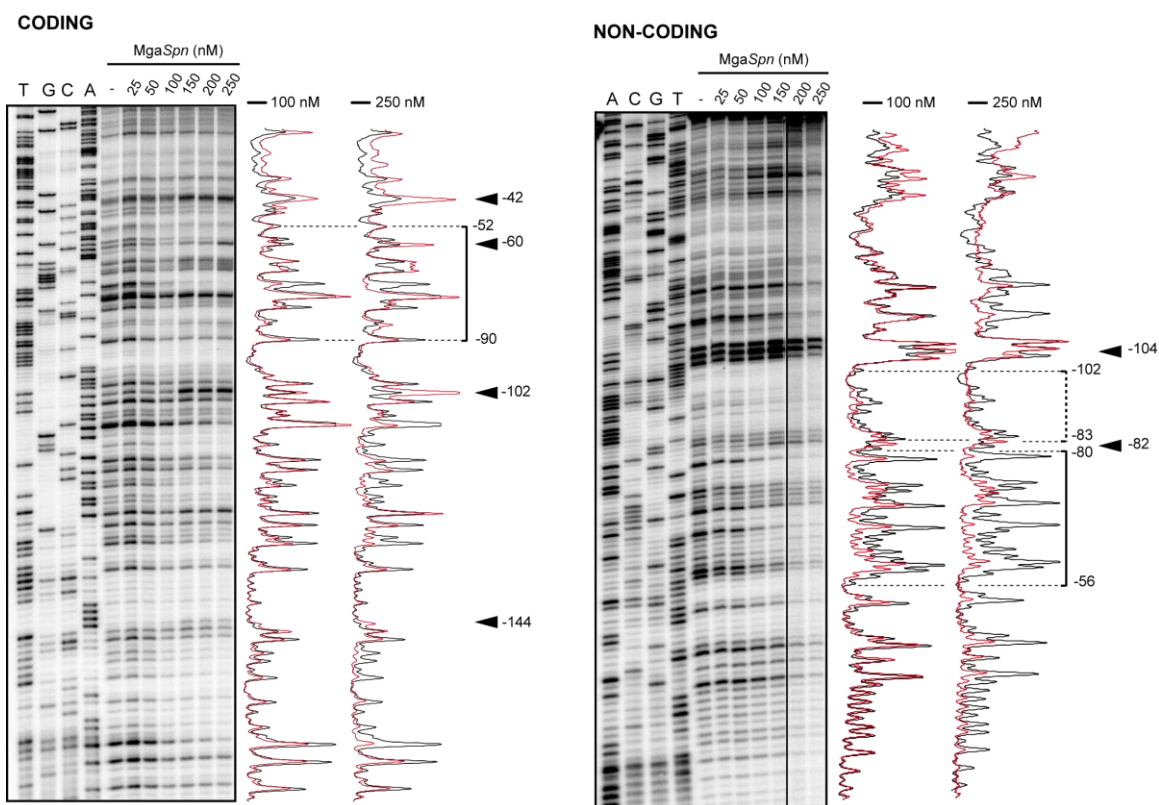 CODING
MgaSpn (nM)
T G C A - 25 50 100 150 200 250
100 nM 250 nM
-42
-52
-60
-90
-102
-144
NON-CODING
MgaSpn (nM)
A C G T - 25 50 100 150 200 250
100 nM 250 nM
-104
-102
-83
-82
-80
-56